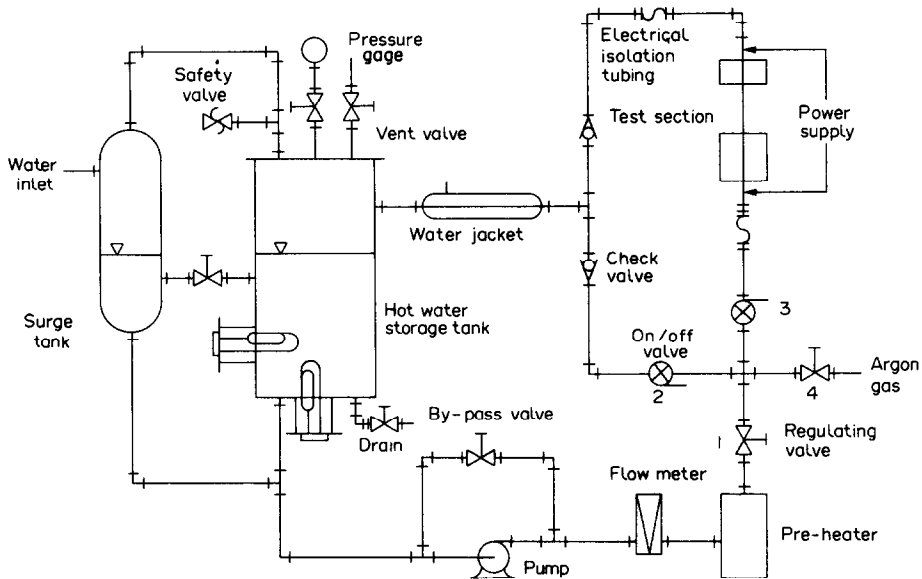 Pressure
gage
Electrical
isolation
tubing
Safety
valve
Vent valve
Test section
Power
supply
Water
inlet
Water jacket
Check
valve
Surge
tank
Hot water
storage tank
3
On/off
valve
2
4
Argon
gas
By-pass valve
Drain
1
Regulating
valve
Flow meter
Pre-heater
Pump